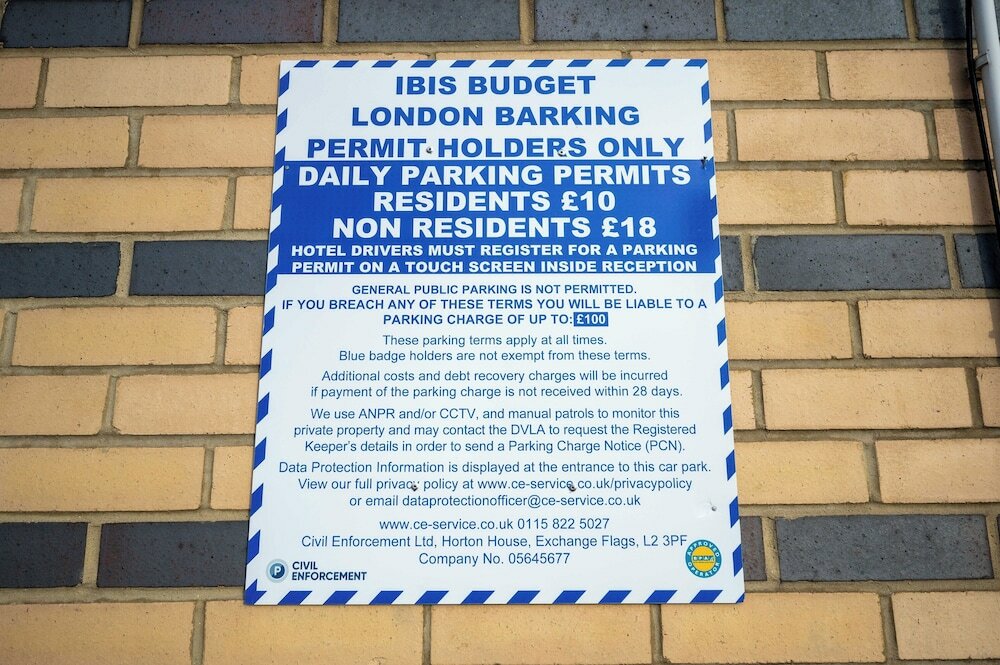 IBIS BUDGET
LONDON BARKING
PERMIT HOLDERS ONLY
DAILY PARKING PERMITS
RESIDENTS £10
NON RESIDENTS £18
HOTEL DRIVERS MUST REGISTER FOR A PARKING
PERMIT ON A TOUCH SCREEN INSIDE RECEPTION
GENERAL PUBLIC PARKING IS NOT PERMITTED.
IF YOU BREACH ANY OF THESE TERMS YOU WILL BE LIABLE TO A
PARKING CHARGE OF UP TO: £100
These parking terms apply at all times.
Blue badge holders are not exempt from these terms.
Additional costs and debt recovery charges will be incurred
if payment of the parking charge is not received within 28 days.
We use ANPR and/or CCTV, and manual patrols to monitor this
private property and may contact the DVLA to request the Registered
Keeper's details in order to send a Parking Charge Notice (PCN).
Data Protection Information is displayed at the entrance to this car park.
View our full privacy policy at www.ce-service.co.uk/privacypolicy
or email dataprotectionofficer@ce-service.co.uk
www.ce-service.co.uk 0115 822 5027
Civil Enforcement Ltd, Horton House, Exchange Flags, L2 3PF
Company No. 05645677
P CIVIL
ENFORCEMENT
APPROVED
OPERATOR